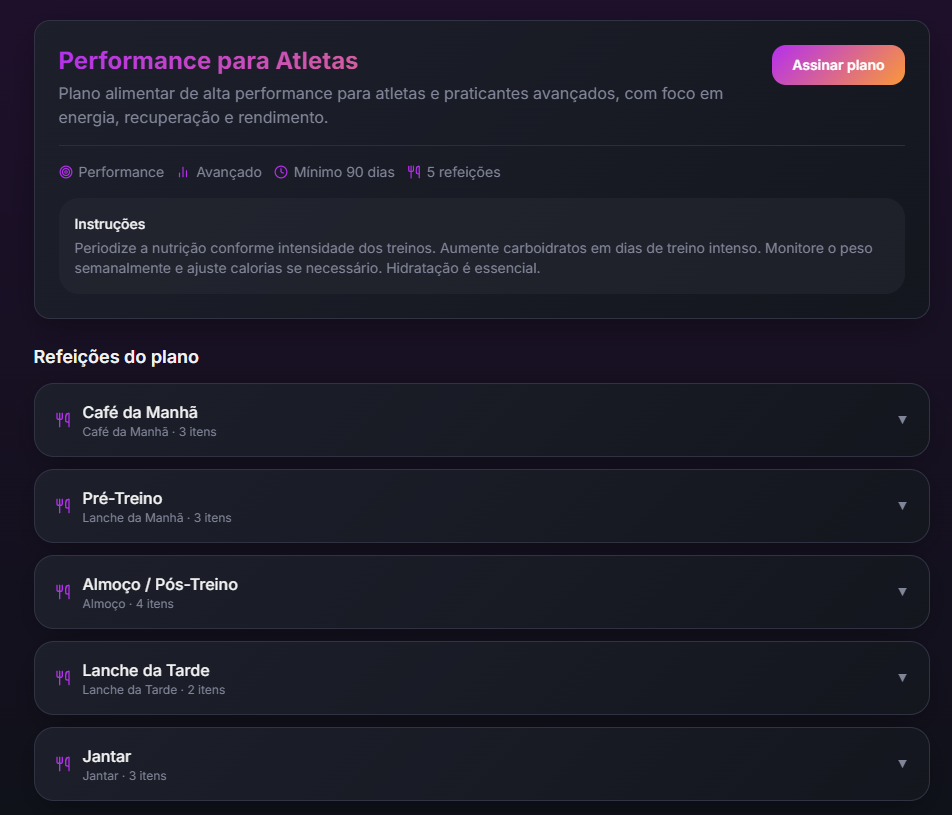 Performance para Atletas
Assinar plano
Plano alimentar de alta performance para atletas e praticantes avançados, com foco em
energia, recuperação e rendimento.
Performance Avançado Mínimo 90 dias 5 refeições
Instruções
Periodize a nutrição conforme intensidade dos treinos. Aumente carboidratos em dias de treino intenso. Monitore o peso
semanalmente e ajuste calorias se necessário. Hidratação é essencial.
Refeições do plano
Café da Manhã
Café da Manhã · 3 itens
Pré-Treino
Lanche da Manhã · 3 itens
Almoço / Pós-Treino
Almoço · 4 itens
Lanche da Tarde
Lanche da Tarde · 2 itens
Jantar
Jantar · 3 itens